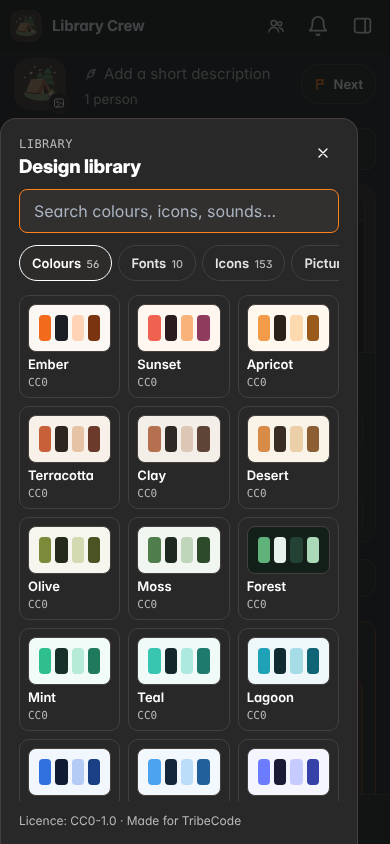 Library Crew
Add a short description
1 person
Next
LIBRARY
Design library
Search colours, icons, sounds...
Colours 56
Fonts 10
Icons 153
Pictur
Ember
CC0
Sunset
CC0
Apricot
CC0
Terracotta
CC0
Clay
CC0
Desert
CC0
Olive
CC0
Moss
CC0
Forest
CC0
Mint
CC0
Teal
CC0
Lagoon
CC0
Licence: CC0-1.0 · Made for TribeCode